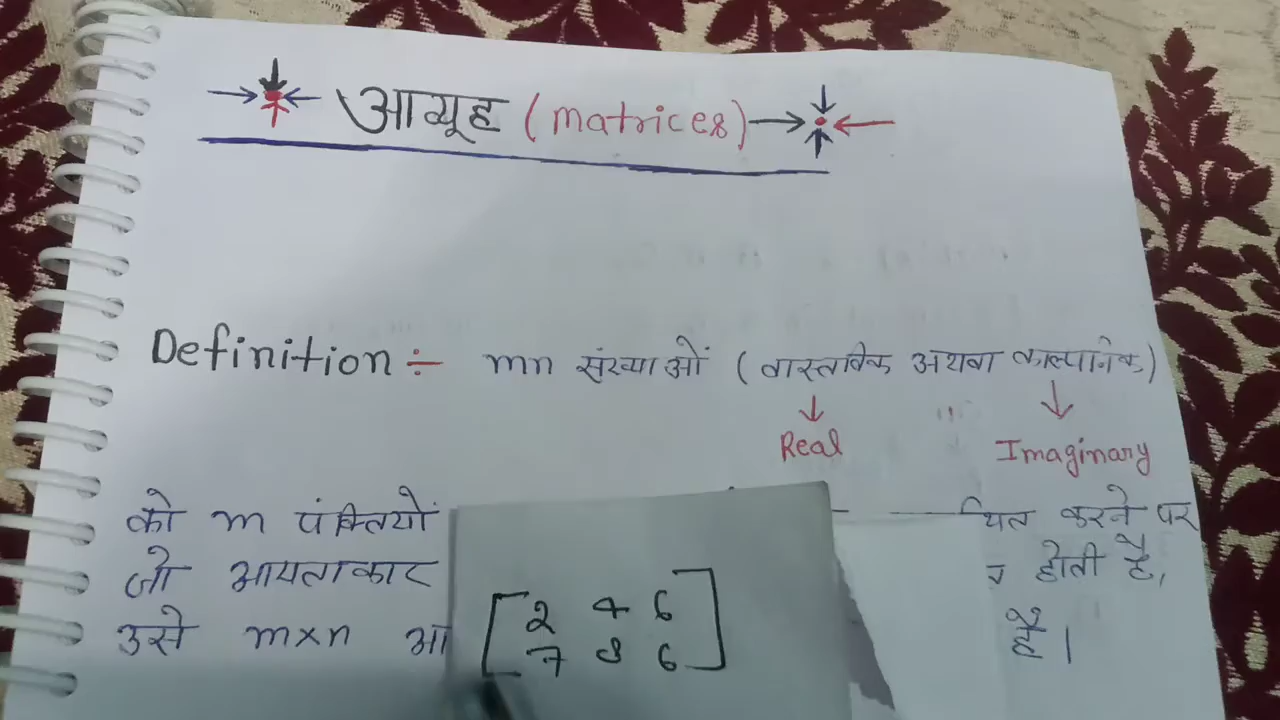 आव्यूह (matrices)
Definition ÷ mn संख्याओं (वास्तविक अथवा काल्पनिक)
Real Imaginary
को m पंक्तियों करने पर
जो आयताकार होती है,
उसे m×n आ है।
2 4 6
7 8 6